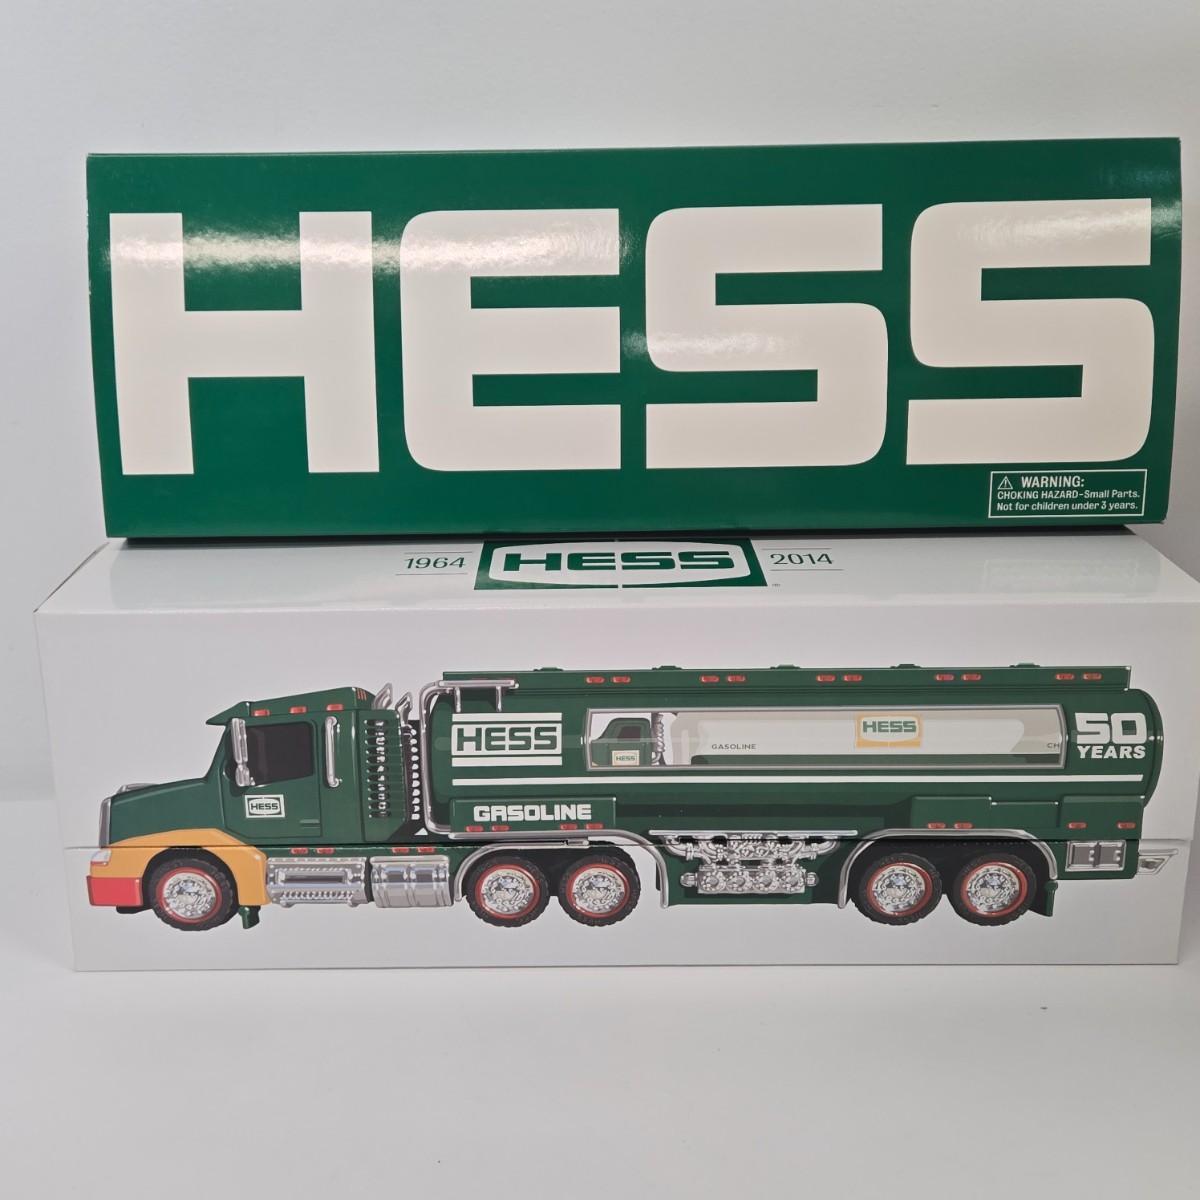 HESS
WARNING:
CHOKING HAZARD-Small Parts.
Not for children under 3 years.
1964 HESS 2014
®
HESS
HESS
GASOLINE
HESS
CH
50
YEARS
HESS
GASOLINE